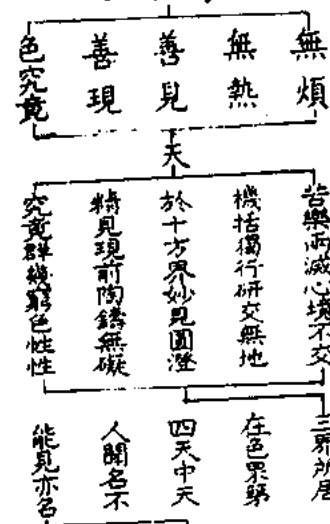 無煩
無熱
善見
善現
色究竟
天
苦樂兩滅心境不交
機括獨行研交無地
於十方界妙見圓澄
精見現前陶鑄無礙
究竟群幾窮色性性
三界所居
在色界窮
四天中天
人聞名不
能見亦名